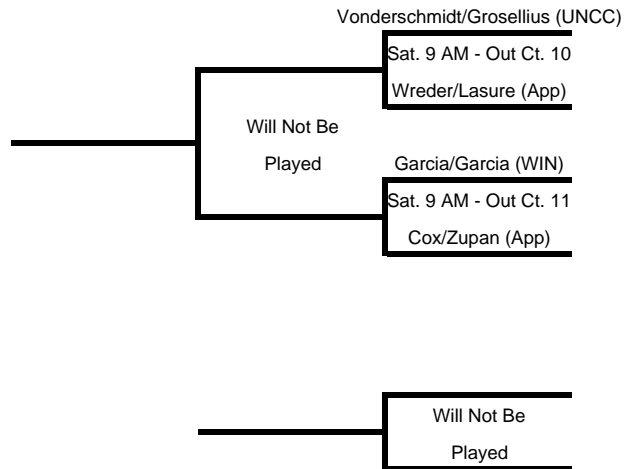 Vonderschmidt/Grosellius (UNCC)
Sat. 9 AM - Out Ct. 10
Wreder/Lasure (App)
Will Not Be
Played
Garcia/Garcia (WIN)
Sat. 9 AM - Out Ct. 11
Cox/Zupan (App)
Will Not Be
Played